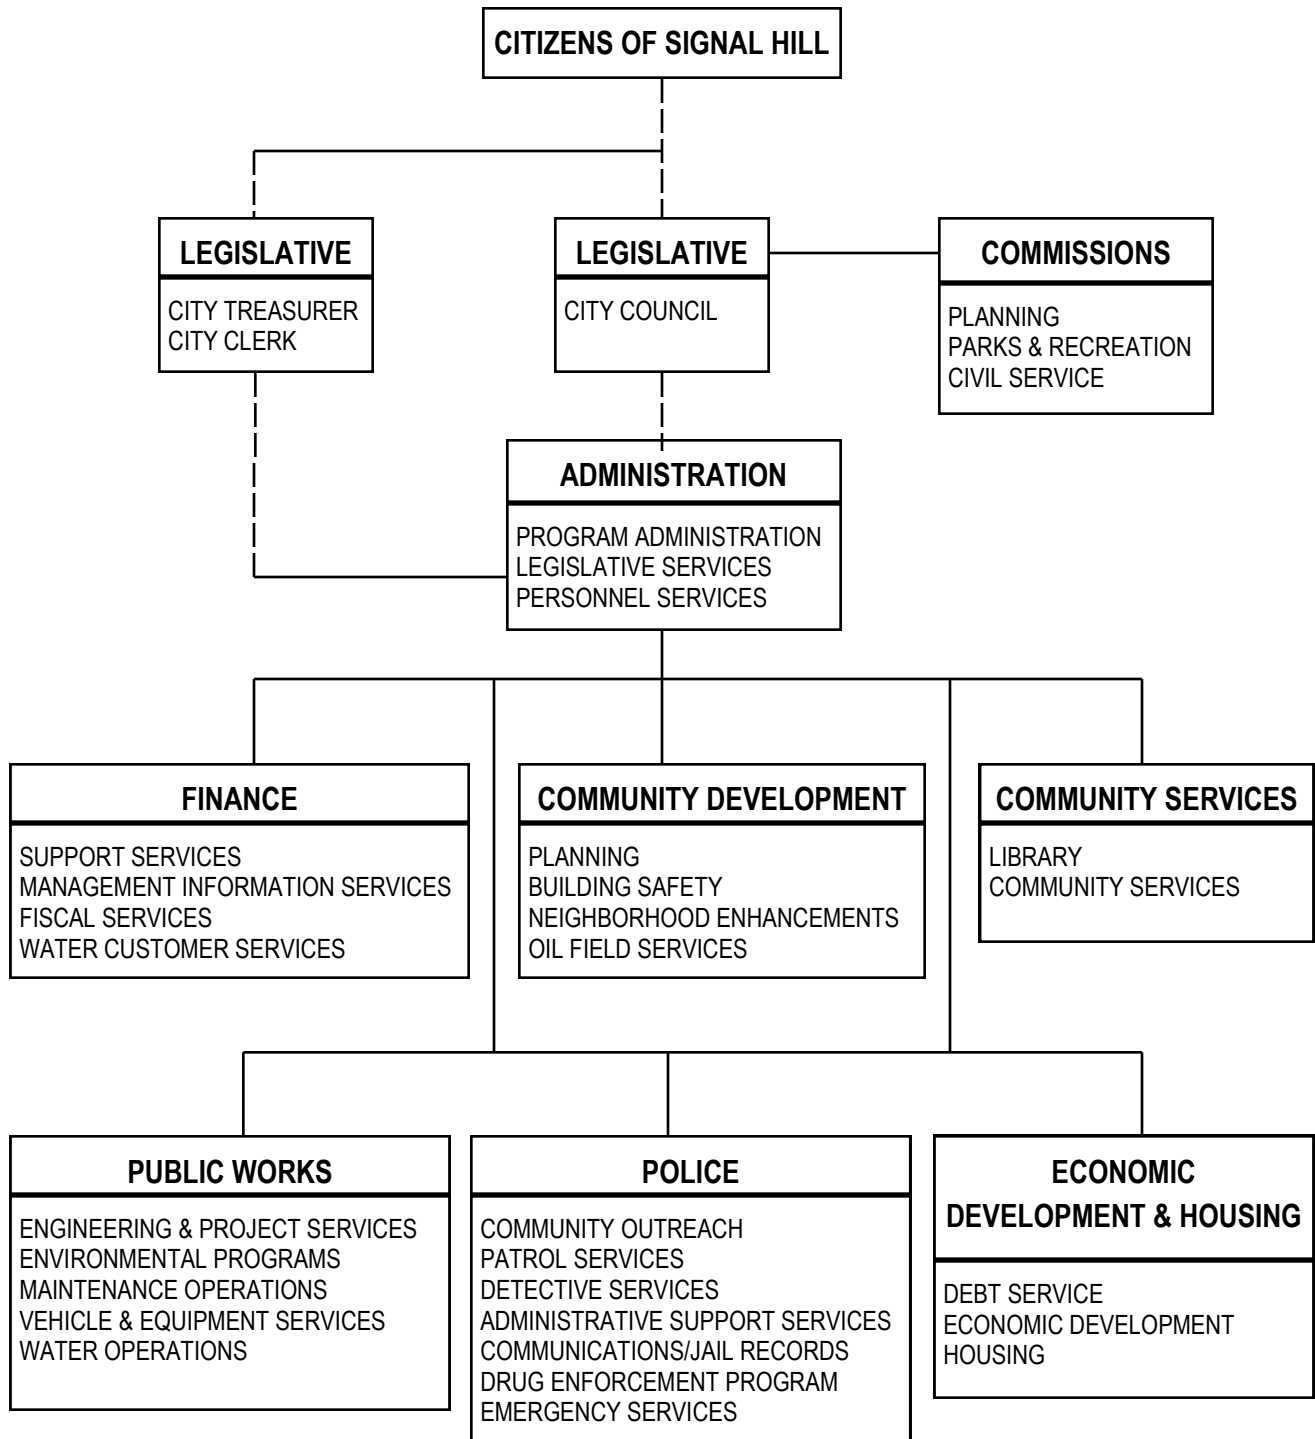 CITIZENS OF SIGNAL HILL
LEGISLATIVE
CITY TREASURER
CITY CLERK
LEGISLATIVE
CITY COUNCIL
COMMISSIONS
PLANNING
PARKS & RECREATION
CIVIL SERVICE
ADMINISTRATION
PROGRAM ADMINISTRATION
LEGISLATIVE SERVICES
PERSONNEL SERVICES
FINANCE
SUPPORT SERVICES
MANAGEMENT INFORMATION SERVICES
FISCAL SERVICES
WATER CUSTOMER SERVICES
COMMUNITY DEVELOPMENT
PLANNING
BUILDING SAFETY
NEIGHBORHOOD ENHANCEMENTS
OIL FIELD SERVICES
COMMUNITY SERVICES
LIBRARY
COMMUNITY SERVICES
PUBLIC WORKS
ENGINEERING & PROJECT SERVICES
ENVIRONMENTAL PROGRAMS
MAINTENANCE OPERATIONS
VEHICLE & EQUIPMENT SERVICES
WATER OPERATIONS
POLICE
COMMUNITY OUTREACH
PATROL SERVICES
DETECTIVE SERVICES
ADMINISTRATIVE SUPPORT SERVICES
COMMUNICATIONS/JAIL RECORDS
DRUG ENFORCEMENT PROGRAM
EMERGENCY SERVICES
ECONOMIC
DEVELOPMENT & HOUSING
DEBT SERVICE
ECONOMIC DEVELOPMENT
HOUSING